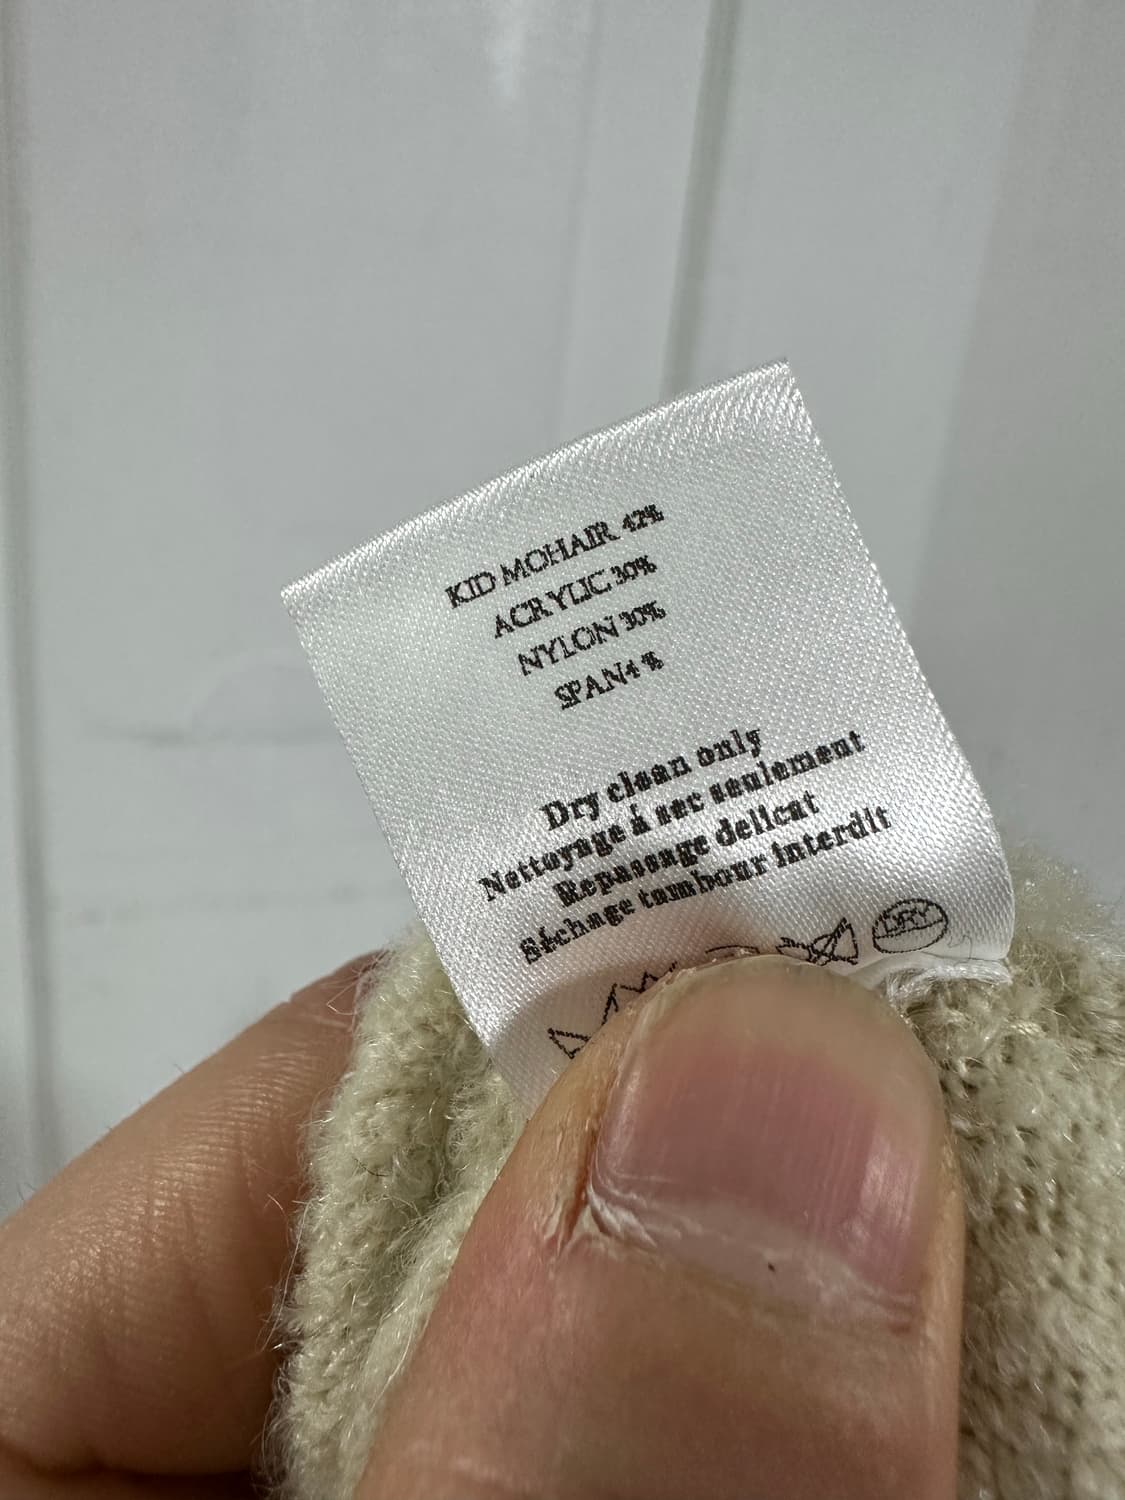 KID MOHAIR 42%
ACRYLIC 30%
NYLON 30%
SPAN4 %
Dry clean only
Nettoyage à sec seulement
Repassage delicat
Séchage tambour interdit
DRY